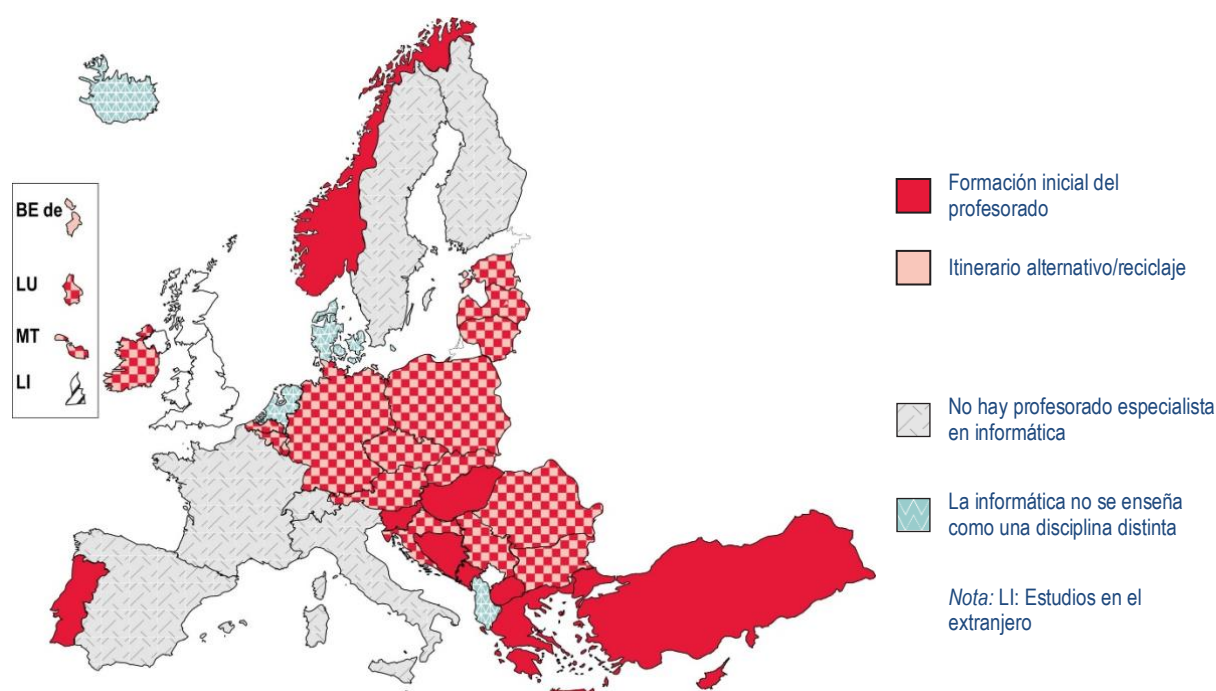 BE de
LU
MT
LI
Formación inicial del
profesorado
Itinerario alternativo/reciclaje
No hay profesorado especialista
en informática
La informática no se enseña
como una disciplina distinta
Nota: LI: Estudios en el
extranjero